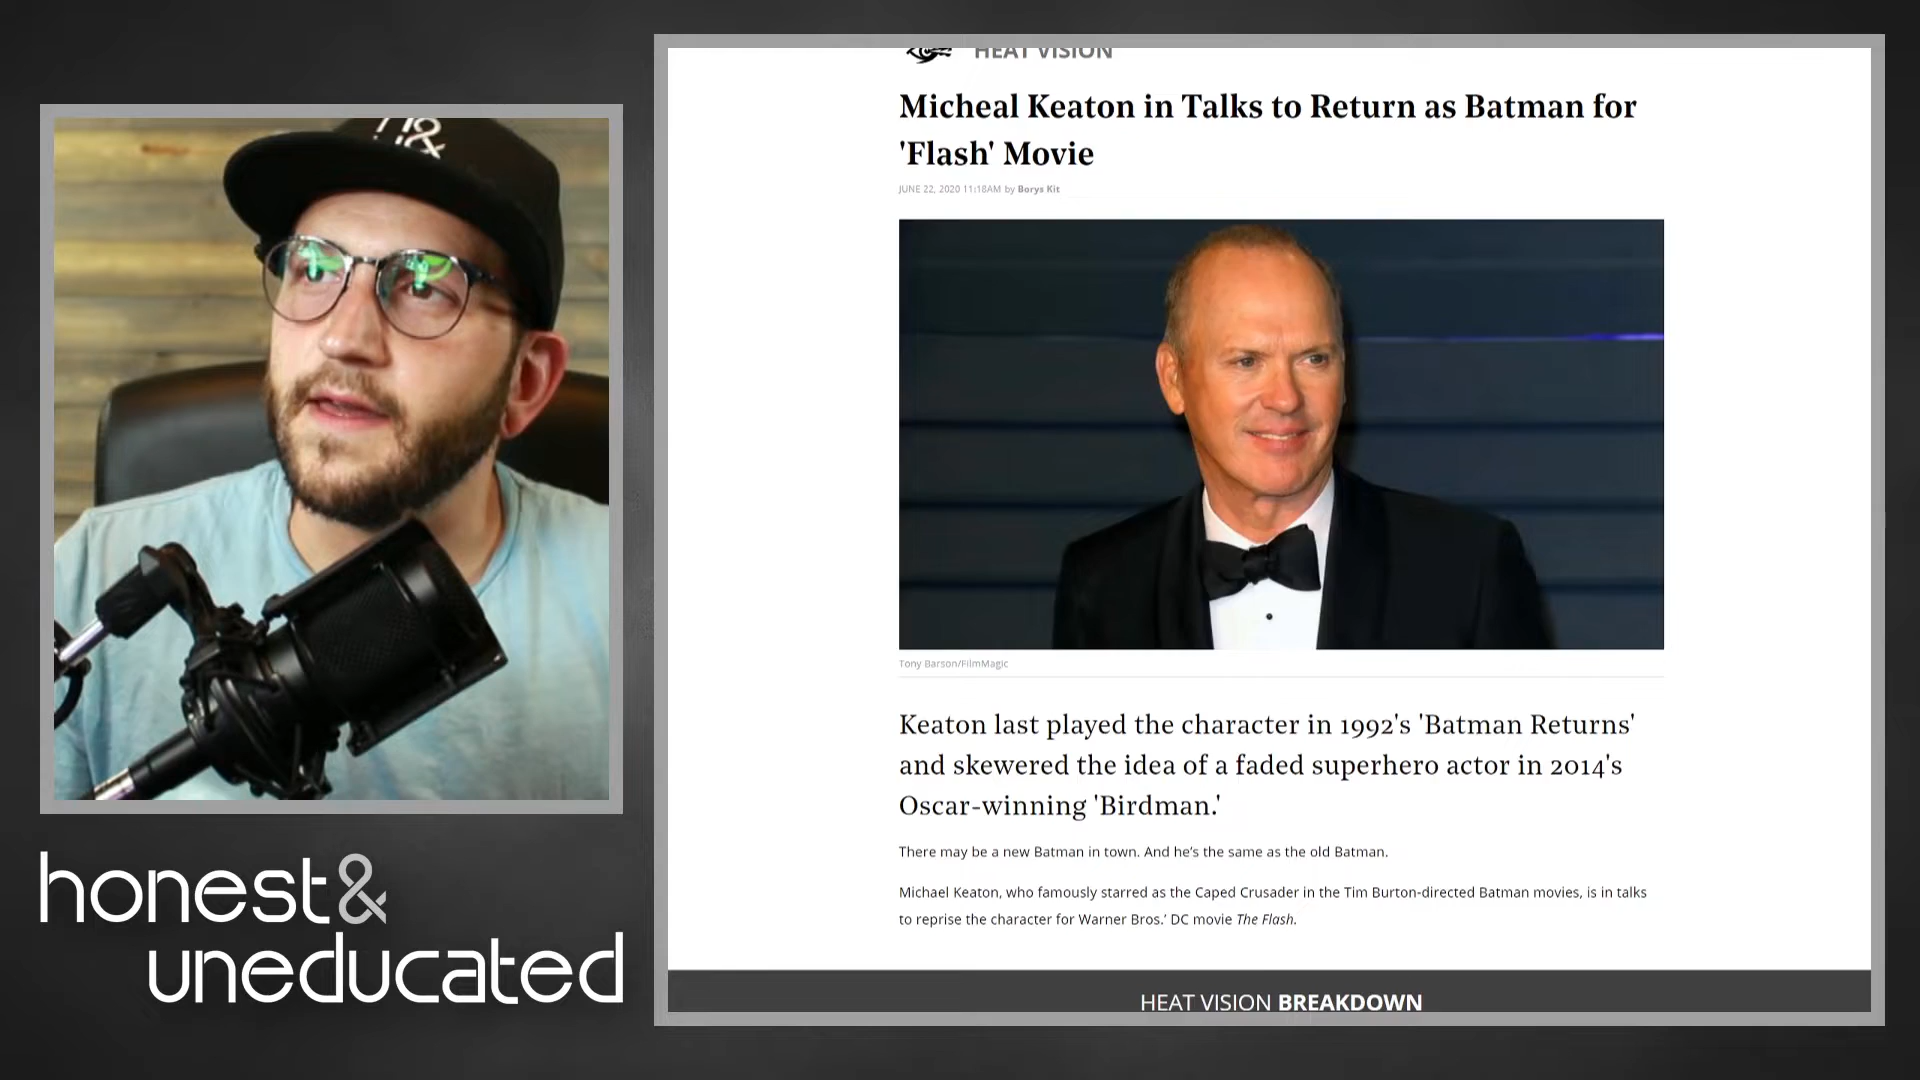 HEAT VISION
Micheal Keaton in Talks to Return as Batman for
'Flash' Movie
JUNE 22, 2020 11:18AM by Borys Kit
Tony Barson/FilmMagic
Keaton last played the character in 1992's 'Batman Returns'
and skewered the idea of a faded superhero actor in 2014's
Oscar-winning 'Birdman.'
There may be a new Batman in town. And he's the same as the old Batman.
Michael Keaton, who famously starred as the Caped Crusader in the Tim Burton-directed Batman movies, is in talks
to reprise the character for Warner Bros.' DC movie The Flash.
HEAT VISION BREAKDOWN
honest&
uneducated